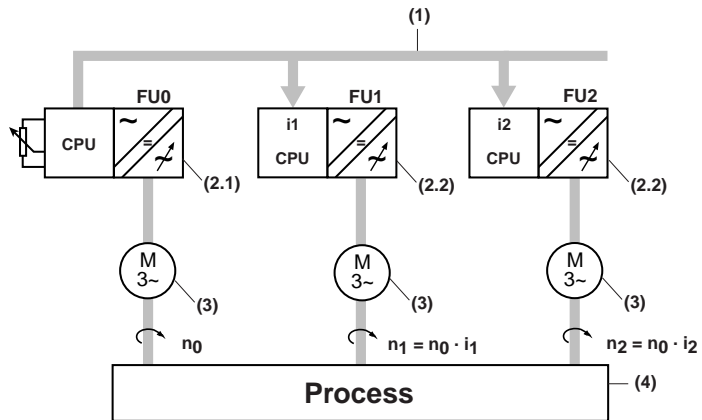 (1)
FU0
FU1
FU2
CPU
~
=
~
i1
CPU
~
=
~
i2
CPU
~
=
~
(2.1)
(2.2)
(2.2)
M
3~
M
3~
M
3~
(3)
(3)
(3)
n₀
n₁ = n₀ · i₁
n₂ = n₀ · i₂
Process
(4)